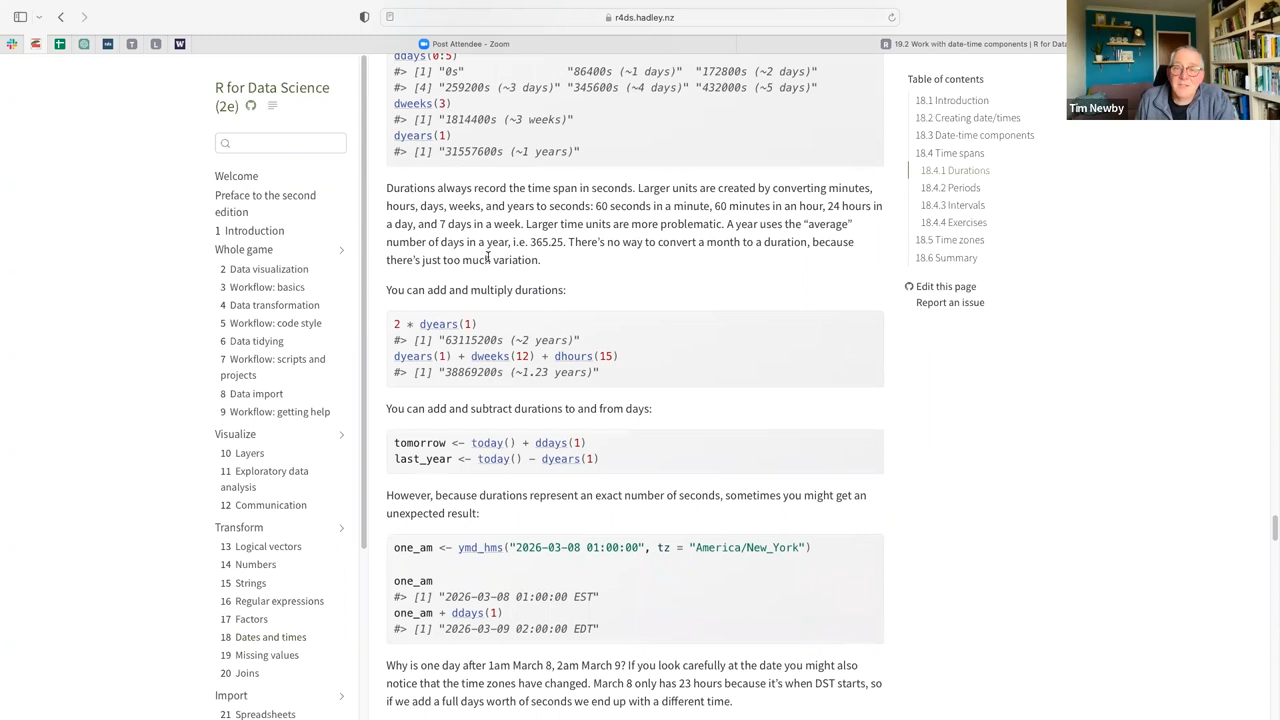 r4ds.hadley.nz
Post Attendee - Zoom
19.2 Work with date-time components | R for Data
Tim Newby
R for Data Science
(2e)
Welcome
Preface to the second
edition
1 Introduction
Whole game
2 Data visualization
3 Workflow: basics
4 Data transformation
5 Workflow: code style
6 Data tidying
7 Workflow: scripts and
projects
8 Data import
9 Workflow: getting help
Visualize
10 Layers
11 Exploratory data
analysis
12 Communication
Transform
13 Logical vectors
14 Numbers
15 Strings
16 Regular expressions
17 Factors
18 Dates and times
19 Missing values
20 Joins
Import
21 Spreadsheets
ddays(0:5)
#> [1] "0s" "86400s (~1 days)" "172800s (~2 days)"
#> [4] "259200s (~3 days)" "345600s (~4 days)" "432000s (~5 days)"
dweeks(3)
#> [1] "1814400s (~3 weeks)"
dyears(1)
#> [1] "31557600s (~1 years)"
Durations always record the time span in seconds. Larger units are created by converting minutes,
hours, days, weeks, and years to seconds: 60 seconds in a minute, 60 minutes in an hour, 24 hours in
a day, and 7 days in a week. Larger time units are more problematic. A year uses the “average”
number of days in a year, i.e. 365.25. There’s no way to convert a month to a duration, because
there’s just too much variation.
You can add and multiply durations:
2 * dyears(1)
#> [1] "63115200s (~2 years)"
dyears(1) + dweeks(12) + dhours(15)
#> [1] "38869200s (~1.23 years)"
You can add and subtract durations to and from days:
tomorrow <- today() + ddays(1)
last_year <- today() - dyears(1)
However, because durations represent an exact number of seconds, sometimes you might get an
unexpected result:
one_am <- ymd_hms("2026-03-08 01:00:00", tz = "America/New_York")
one_am
#> [1] "2026-03-08 01:00:00 EST"
one_am + ddays(1)
#> [1] "2026-03-09 02:00:00 EDT"
Why is one day after 1am March 8, 2am March 9? If you look carefully at the date you might also
notice that the time zones have changed. March 8 only has 23 hours because it’s when DST starts, so
if we add a full days worth of seconds we end up with a different time.
Table of contents
18.1 Introduction
18.2 Creating date/times
18.3 Date-time components
18.4 Time spans
18.4.1 Durations
18.4.2 Periods
18.4.3 Intervals
18.4.4 Exercises
18.5 Time zones
18.6 Summary
Edit this page
Report an issue